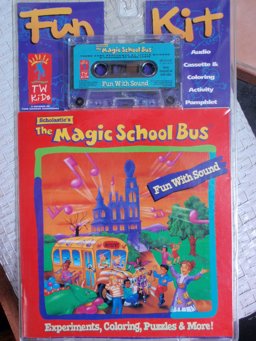 Fun Kit
Audio
Cassette &
Coloring
Activity
Pamphlet
TW
KiDs
The Magic School Bus
Fun With Sound
Scholastic's
The Magic School Bus
Fun With Sound
Experiments, Coloring, Puzzles & More!